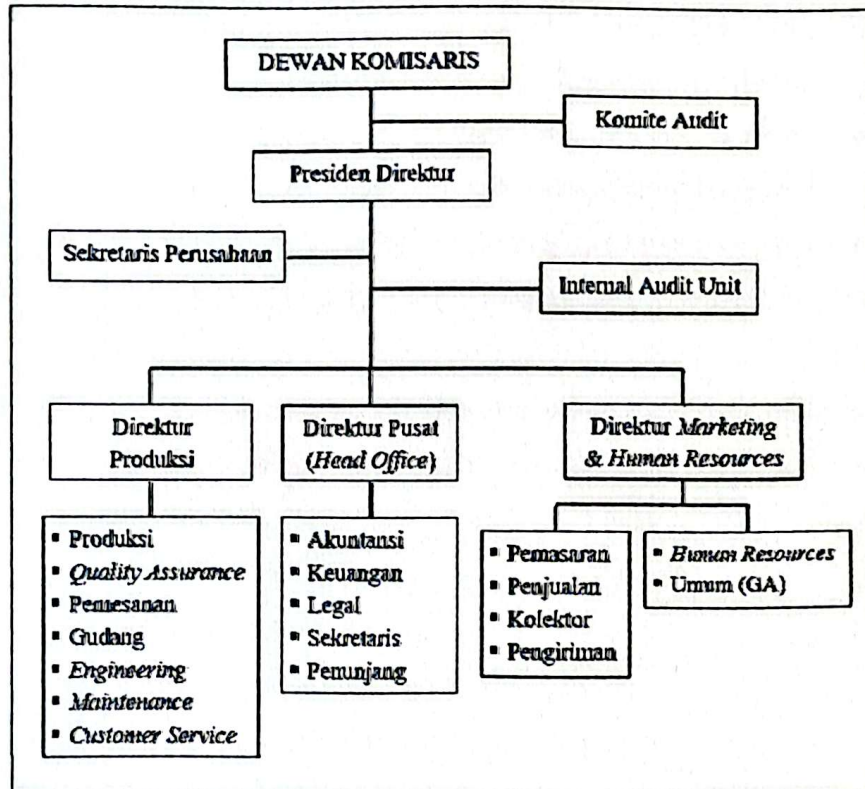 DEWAN KOMISARIS
Komite Audit
Presiden Direktur
Sekretaris Perusahaan
Internal Audit Unit
Direktur
Produksi
Direktur Pusat
(Head Office)
Direktur Marketing
& Human Resources
▪ Produksi
▪ Quality Assurance
▪ Pemesanan
▪ Gudang
▪ Engineering
▪ Maintenance
▪ Customer Service
▪ Akuntansi
▪ Keuangan
▪ Legal
▪ Sekretaris
▪ Penunjang
▪ Pemasaran
▪ Penjualan
▪ Kolektor
▪ Pengiriman
▪ Human Resources
▪ Umum (GA)